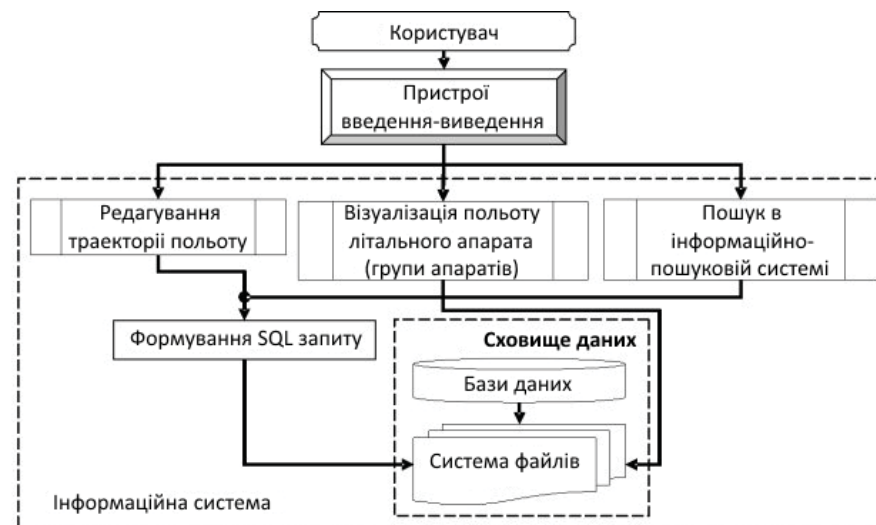 Користувач
Пристрої
введення-виведення
Редагування
траекторії польоту
Візуалізація польоту
літального апарата
(групи апаратів)
Пошук в
інформаційно-
пошуковій системі
Формування SQL запиту
Сховище даних
Бази даних
Система файлів
Інформаційна система